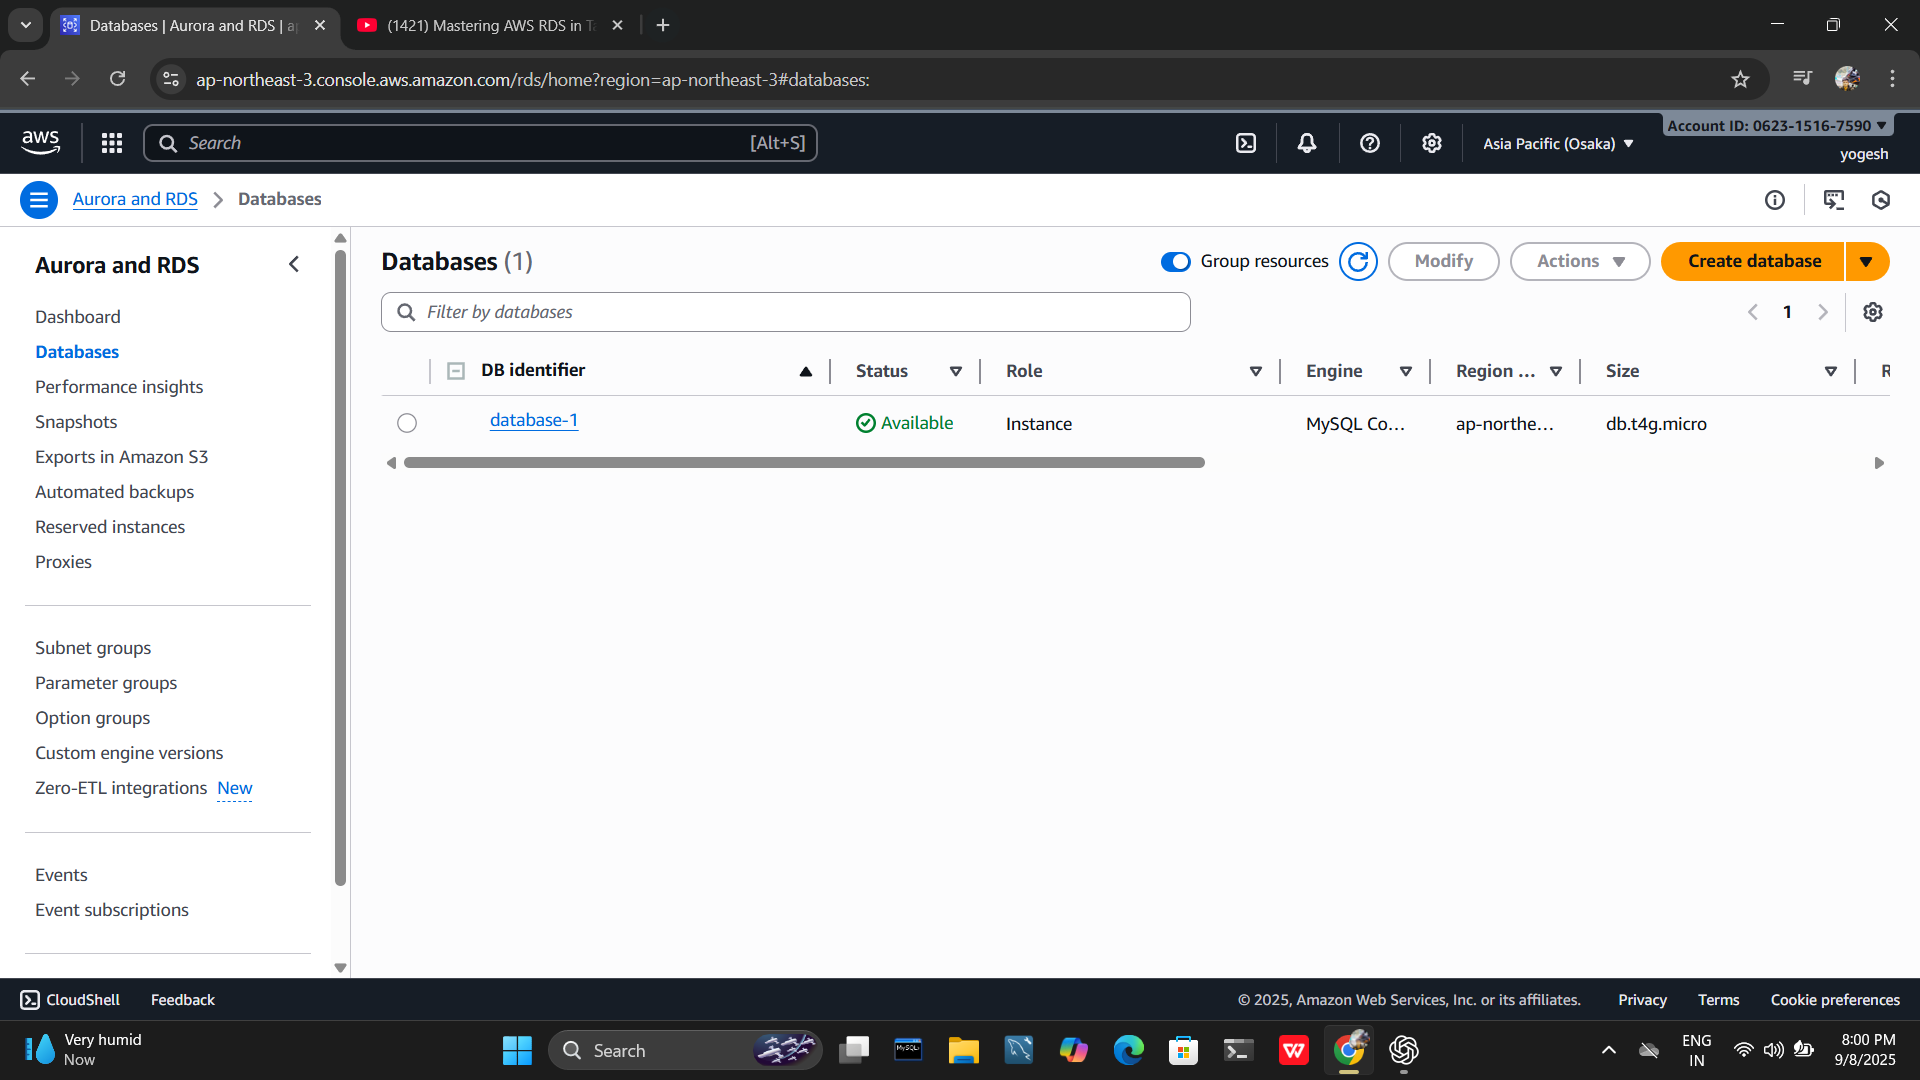 Databases | Aurora and RDS | a
(1421) Mastering AWS RDS in Ta
ap-northeast-3.console.aws.amazon.com/rds/home?region=ap-northeast-3#databases:
aws
Search
[Alt+S]
Asia Pacific (Osaka)
Account ID: 0623-1516-7590
yogesh
Aurora and RDS
Databases
Aurora and RDS
Dashboard
Databases
Performance insights
Snapshots
Exports in Amazon S3
Automated backups
Reserved instances
Proxies
Subnet groups
Parameter groups
Option groups
Custom engine versions
Zero-ETL integrations New
Events
Event subscriptions
Databases (1)
Group resources
Modify
Actions
Create database
Filter by databases
1
DB identifier Status Role Engine Region ... Size R
database-1 Available Instance MySQL Co... ap-northe... db.t4g.micro
CloudShell Feedback
© 2025, Amazon Web Services, Inc. or its affiliates. Privacy Terms Cookie preferences
Very humid
Now
Search
ENG
IN
8:00 PM
9/8/2025